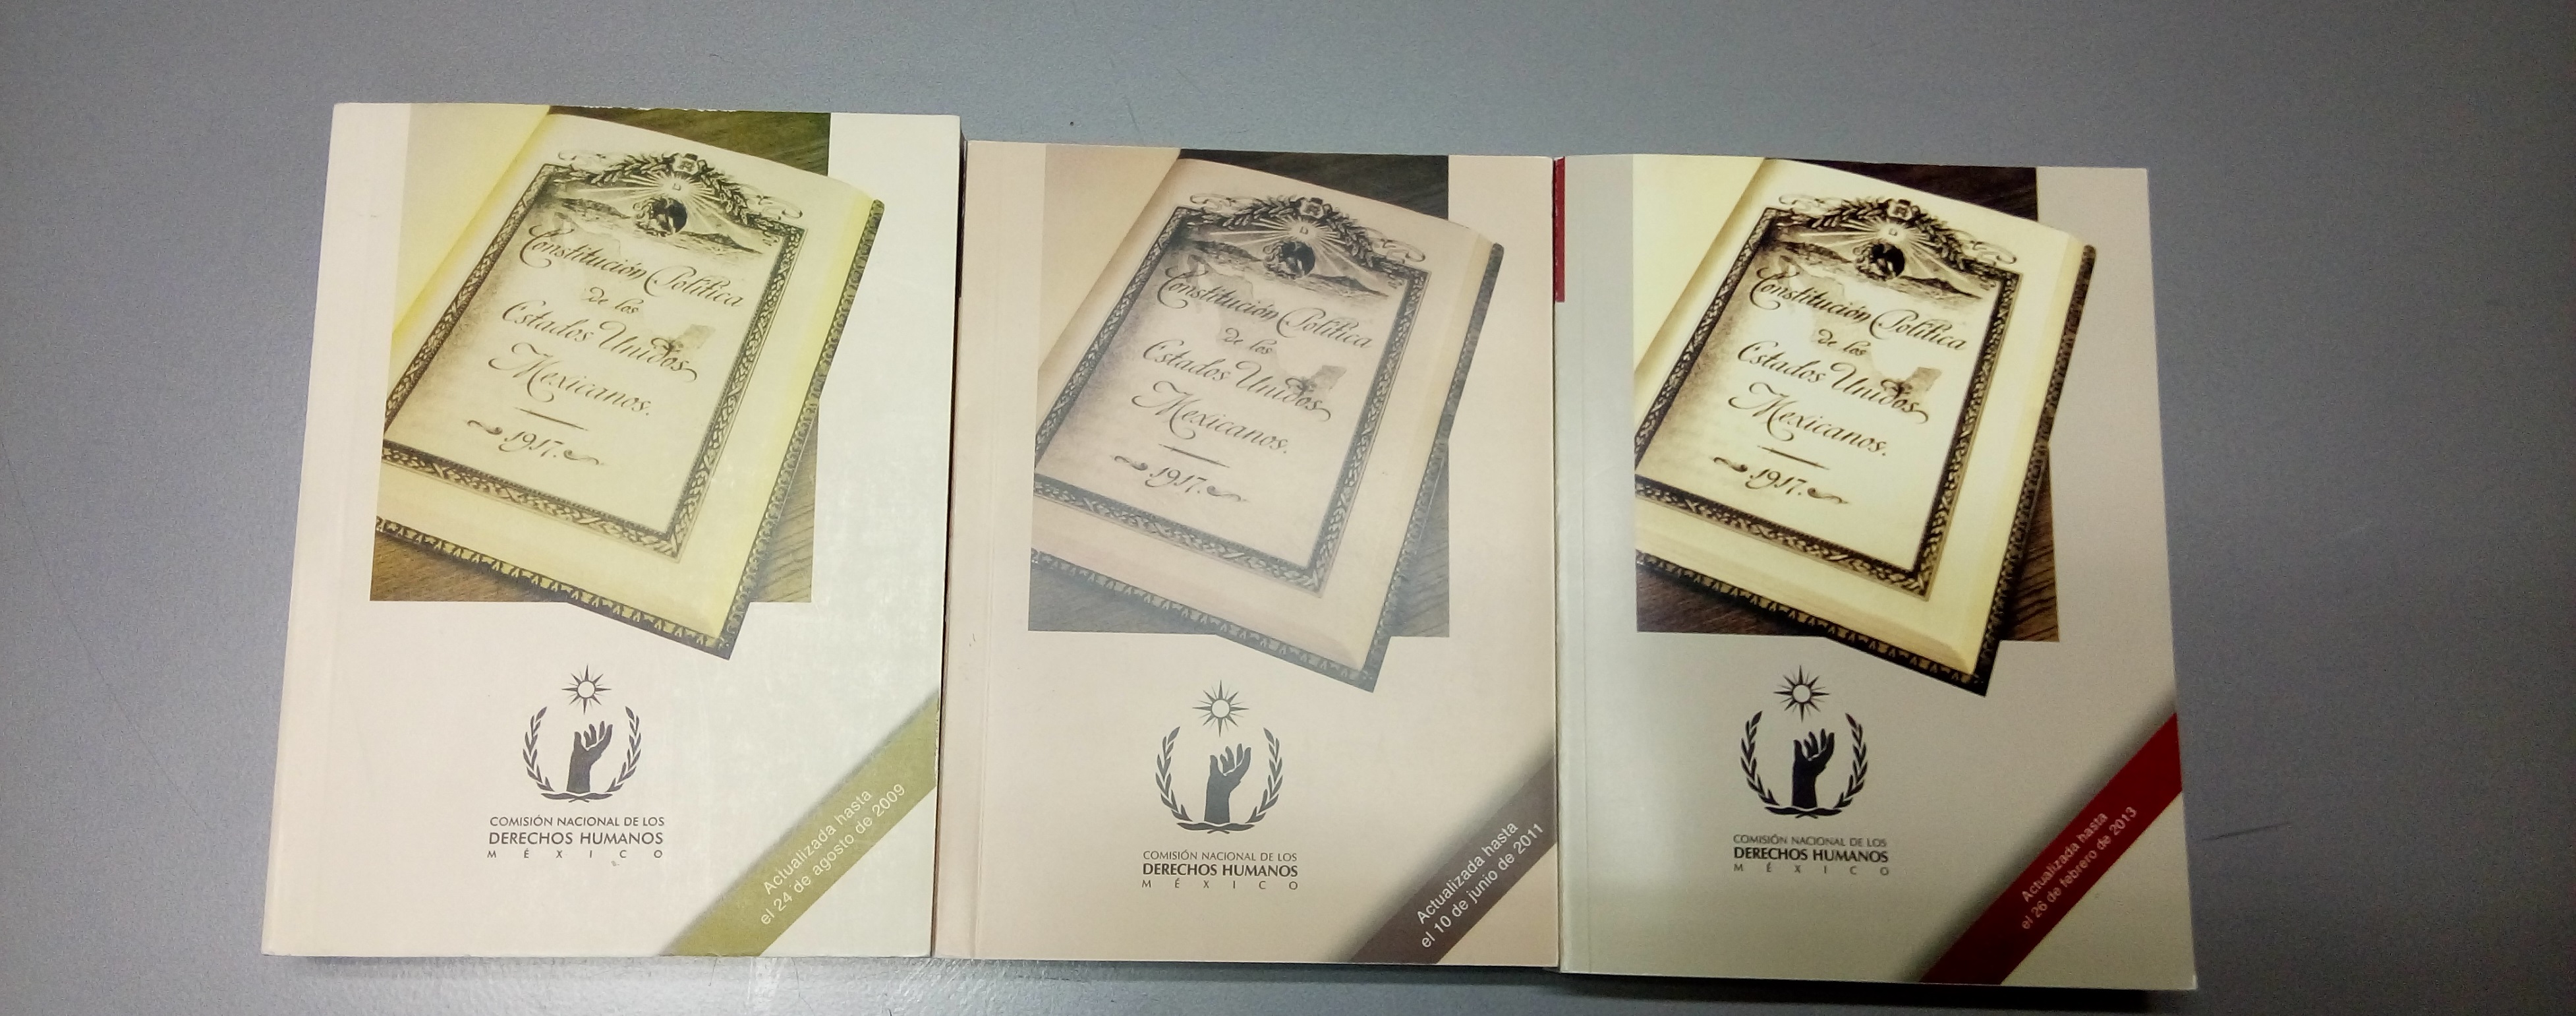 Constitución Política
de los
Estados Unidos
Mexicanos.
1917.
COMISIÓN NACIONAL DE LOS
DERECHOS HUMANOS
MÉXICO
Actualizada hasta
el 24 de agosto de 2009
Constitución Política
de los
Estados Unidos
Mexicanos.
1917.
COMISIÓN NACIONAL DE LOS
DERECHOS HUMANOS
MÉXICO
Actualizada hasta
el 10 de junio de 2011
Constitución Política
de los
Estados Unidos
Mexicanos.
1917.
COMISIÓN NACIONAL DE LOS
DERECHOS HUMANOS
MÉXICO
Actualizada hasta
el 26 de febrero de 2013